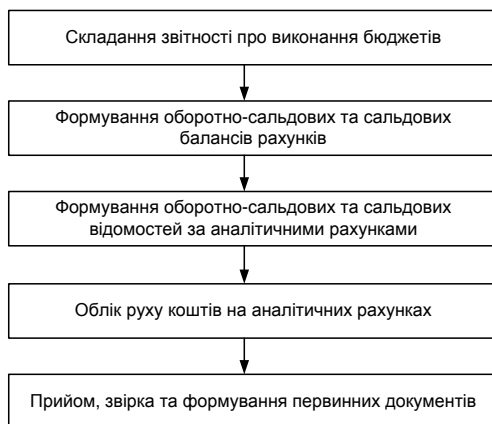 Складання звітності про виконання бюджетів
Формування оборотно-сальдових та сальдових
балансів рахунків
Формування оборотно-сальдових та сальдових
відомостей за аналітичними рахунками
Облік руху коштів на аналітичних рахунках
Прийом, звірка та формування первинних документів